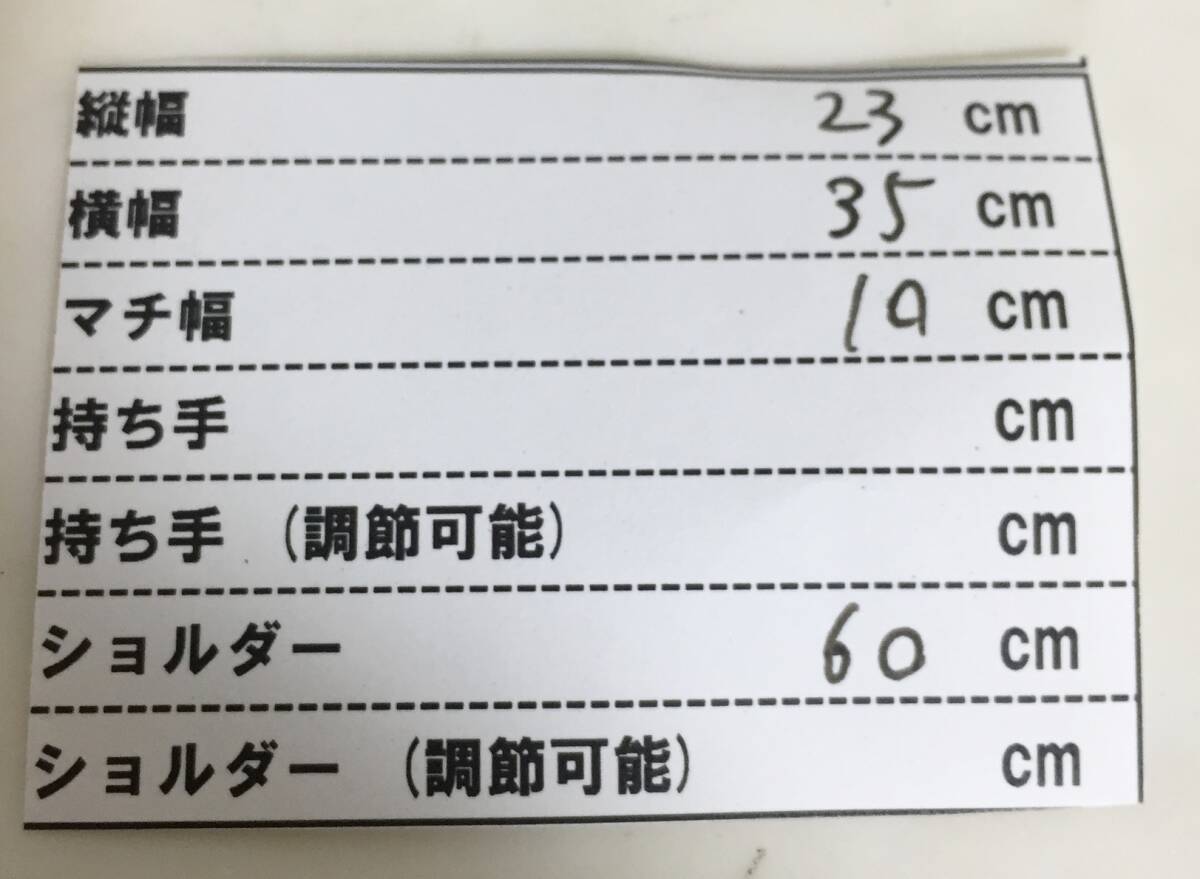 縦幅 23 cm
横幅 35 cm
マチ幅 19 cm
持ち手 cm
持ち手 (調節可能) cm
ショルダー 60 cm
ショルダー (調節可能) cm